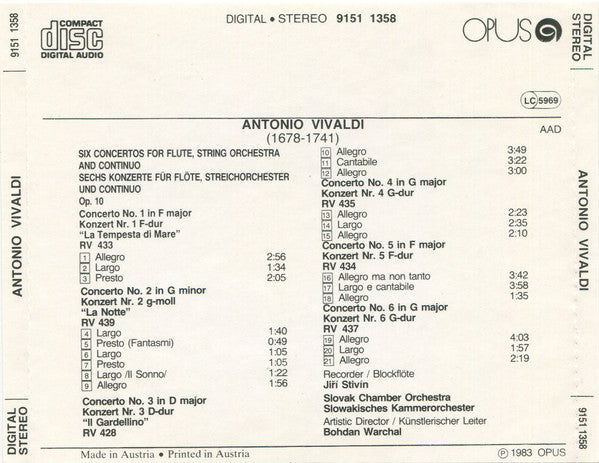 DIGITAL • STEREO 9151 1358
COMPACT
disc
DIGITAL AUDIO
OPUS
LC 5969
AAD
ANTONIO VIVALDI
(1678-1741)
SIX CONCERTOS FOR FLUTE, STRING ORCHESTRA
AND CONTINUO
SECHS KONZERTE FÜR FLÖTE, STREICHORCHESTER
UND CONTINUO
Op. 10
Concerto No. 1 in F major
Konzert Nr. 1 F-dur
"La Tempesta di Mare"
RV 433
1 Allegro 2:56
2 Largo 1:34
3 Presto 2:05
Concerto No. 2 in G minor
Konzert Nr. 2 g-moll
"La Notte"
RV 439
4 Largo 1:40
5 Presto (Fantasmi) 0:49
6 Largo 1:05
7 Presto 1:05
8 Largo /Il Sonno/ 1:22
9 Allegro 1:56
Concerto No. 3 in D major
Konzert Nr. 3 D-dur
"Il Gardellino"
RV 428
10 Allegro 3:49
11 Cantabile 3:22
12 Allegro 3:00
Concerto No. 4 in G major
Konzert Nr. 4 G-dur
RV 435
13 Allegro 2:23
14 Largo 2:35
15 Allegro 2:10
Concerto No. 5 in F major
Konzert Nr. 5 F-dur
RV 434
16 Allegro ma non tanto 3:42
17 Largo e cantabile 3:58
18 Allegro 1:35
Concerto No. 6 in G major
Konzert Nr. 6 G-dur
RV 437
19 Allegro 4:03
20 Largo 1:57
21 Allegro 2:19
Recorder / Blockflöte
Jiří Stivín
Slovak Chamber Orchestra
Slowakisches Kammerorchester
Artistic Director / Künstlerischer Leiter
Bohdan Warchal
Made in Austria • Printed in Austria
Ⓟ 1983 OPUS
9151 1358
ANTONIO VIVALDI
DIGITAL
STEREO
DIGITAL
STEREO
ANTONIO VIVALDI
9151 1358